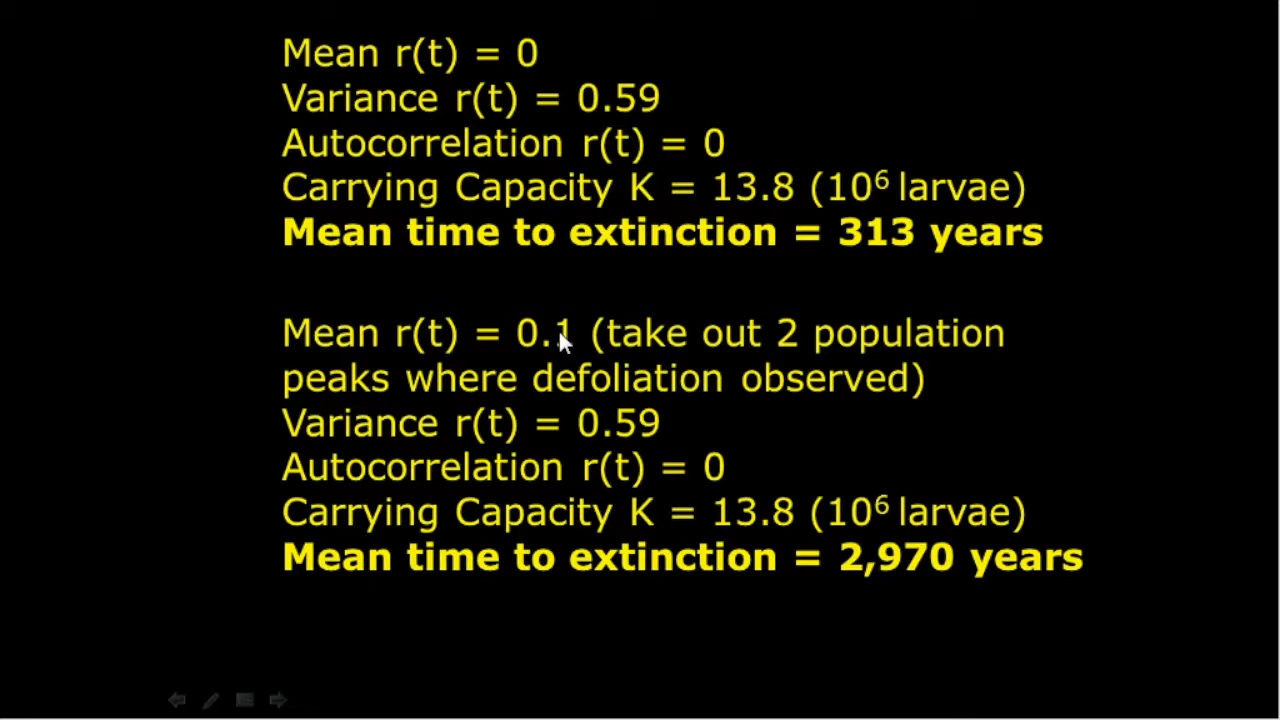 Mean r(t) = 0
Variance r(t) = 0.59
Autocorrelation r(t) = 0
Carrying Capacity K = 13.8 (10⁶ larvae)
Mean time to extinction = 313 years
Mean r(t) = 0.1 (take out 2 population
peaks where defoliation observed)
Variance r(t) = 0.59
Autocorrelation r(t) = 0
Carrying Capacity K = 13.8 (10⁶ larvae)
Mean time to extinction = 2,970 years